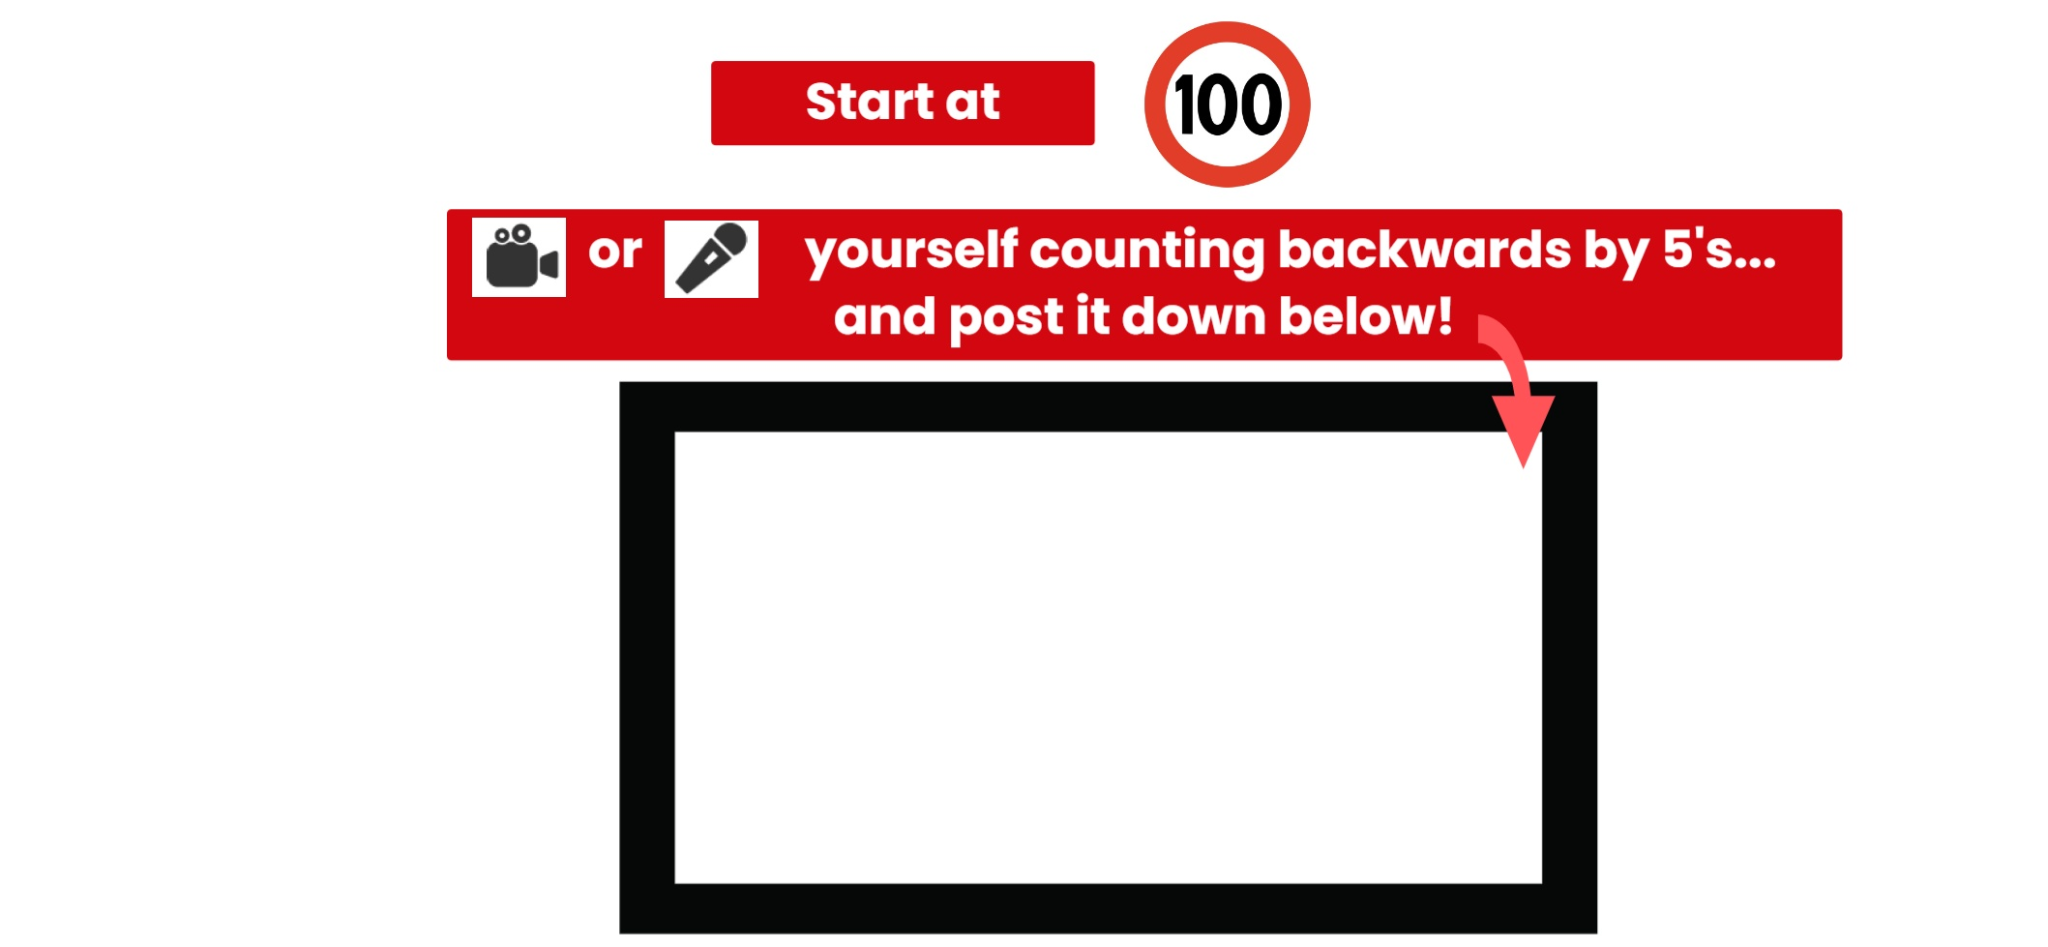 Start at
100
or yourself counting backwards by 5's...
and post it down below!